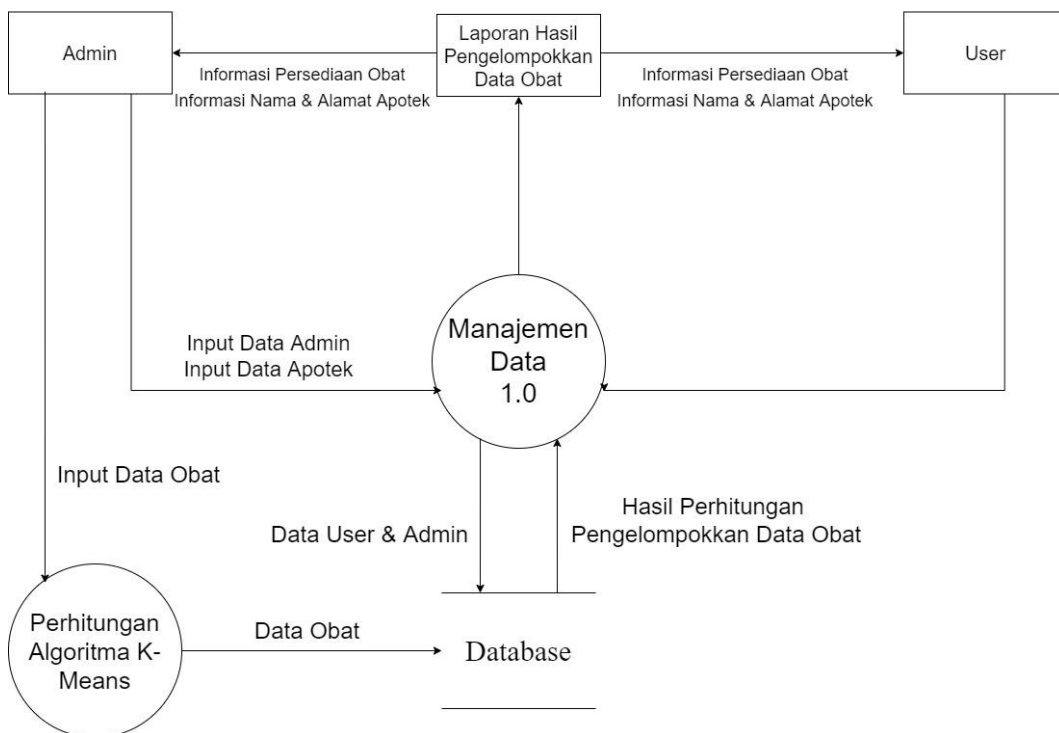 Admin
Laporan Hasil
Pengelompokkan
Data Obat
User
Informasi Persediaan Obat
Informasi Nama & Alamat Apotek
Informasi Persediaan Obat
Informasi Nama & Alamat Apotek
Manajemen
Data
1.0
Input Data Admin
Input Data Apotek
Input Data Obat
Data User & Admin
Hasil Perhitungan
Pengelompokkan Data Obat
Perhitungan
Algoritma K-
Means
Data Obat
Database